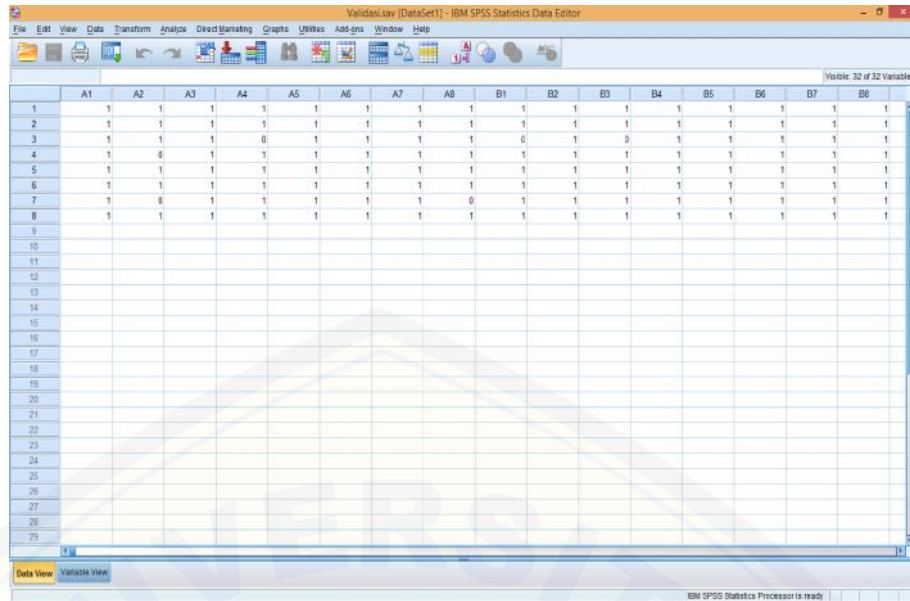 Validasi.sav [DataSet1] - IBM SPSS Statistics Data Editor
File Edit View Data Transform Analyze Direct Marketing Graphs Utilities Add-ons Window Help
Visible: 32 of 32 Variable
A1 A2 A3 A4 A5 A6 A7 A8 B1 B2 B3 B4 B5 B6 B7 B8
1 1 1 1 1 1 1 1 1 1 1 1 1 1 1 1 1
2 1 1 1 1 1 1 1 1 1 1 1 1 1 1 1 1
3 1 1 1 0 1 1 1 1 0 1 0 1 1 1 1 1
4 1 0 1 1 1 1 1 1 1 1 1 1 1 1 1 1
5 1 1 1 1 1 1 1 1 1 1 1 1 1 1 1 1
6 1 1 1 1 1 1 1 1 1 1 1 1 1 1 1 1
7 1 0 1 1 1 1 1 0 1 1 1 1 1 1 1 1
8 1 1 1 1 1 1 1 1 1 1 1 1 1 1 1 1
9
10
11
12
13
14
15
16
17
18
19
20
21
22
23
24
25
26
27
28
29
Data View Variable View
IBM SPSS Statistics Processor is ready